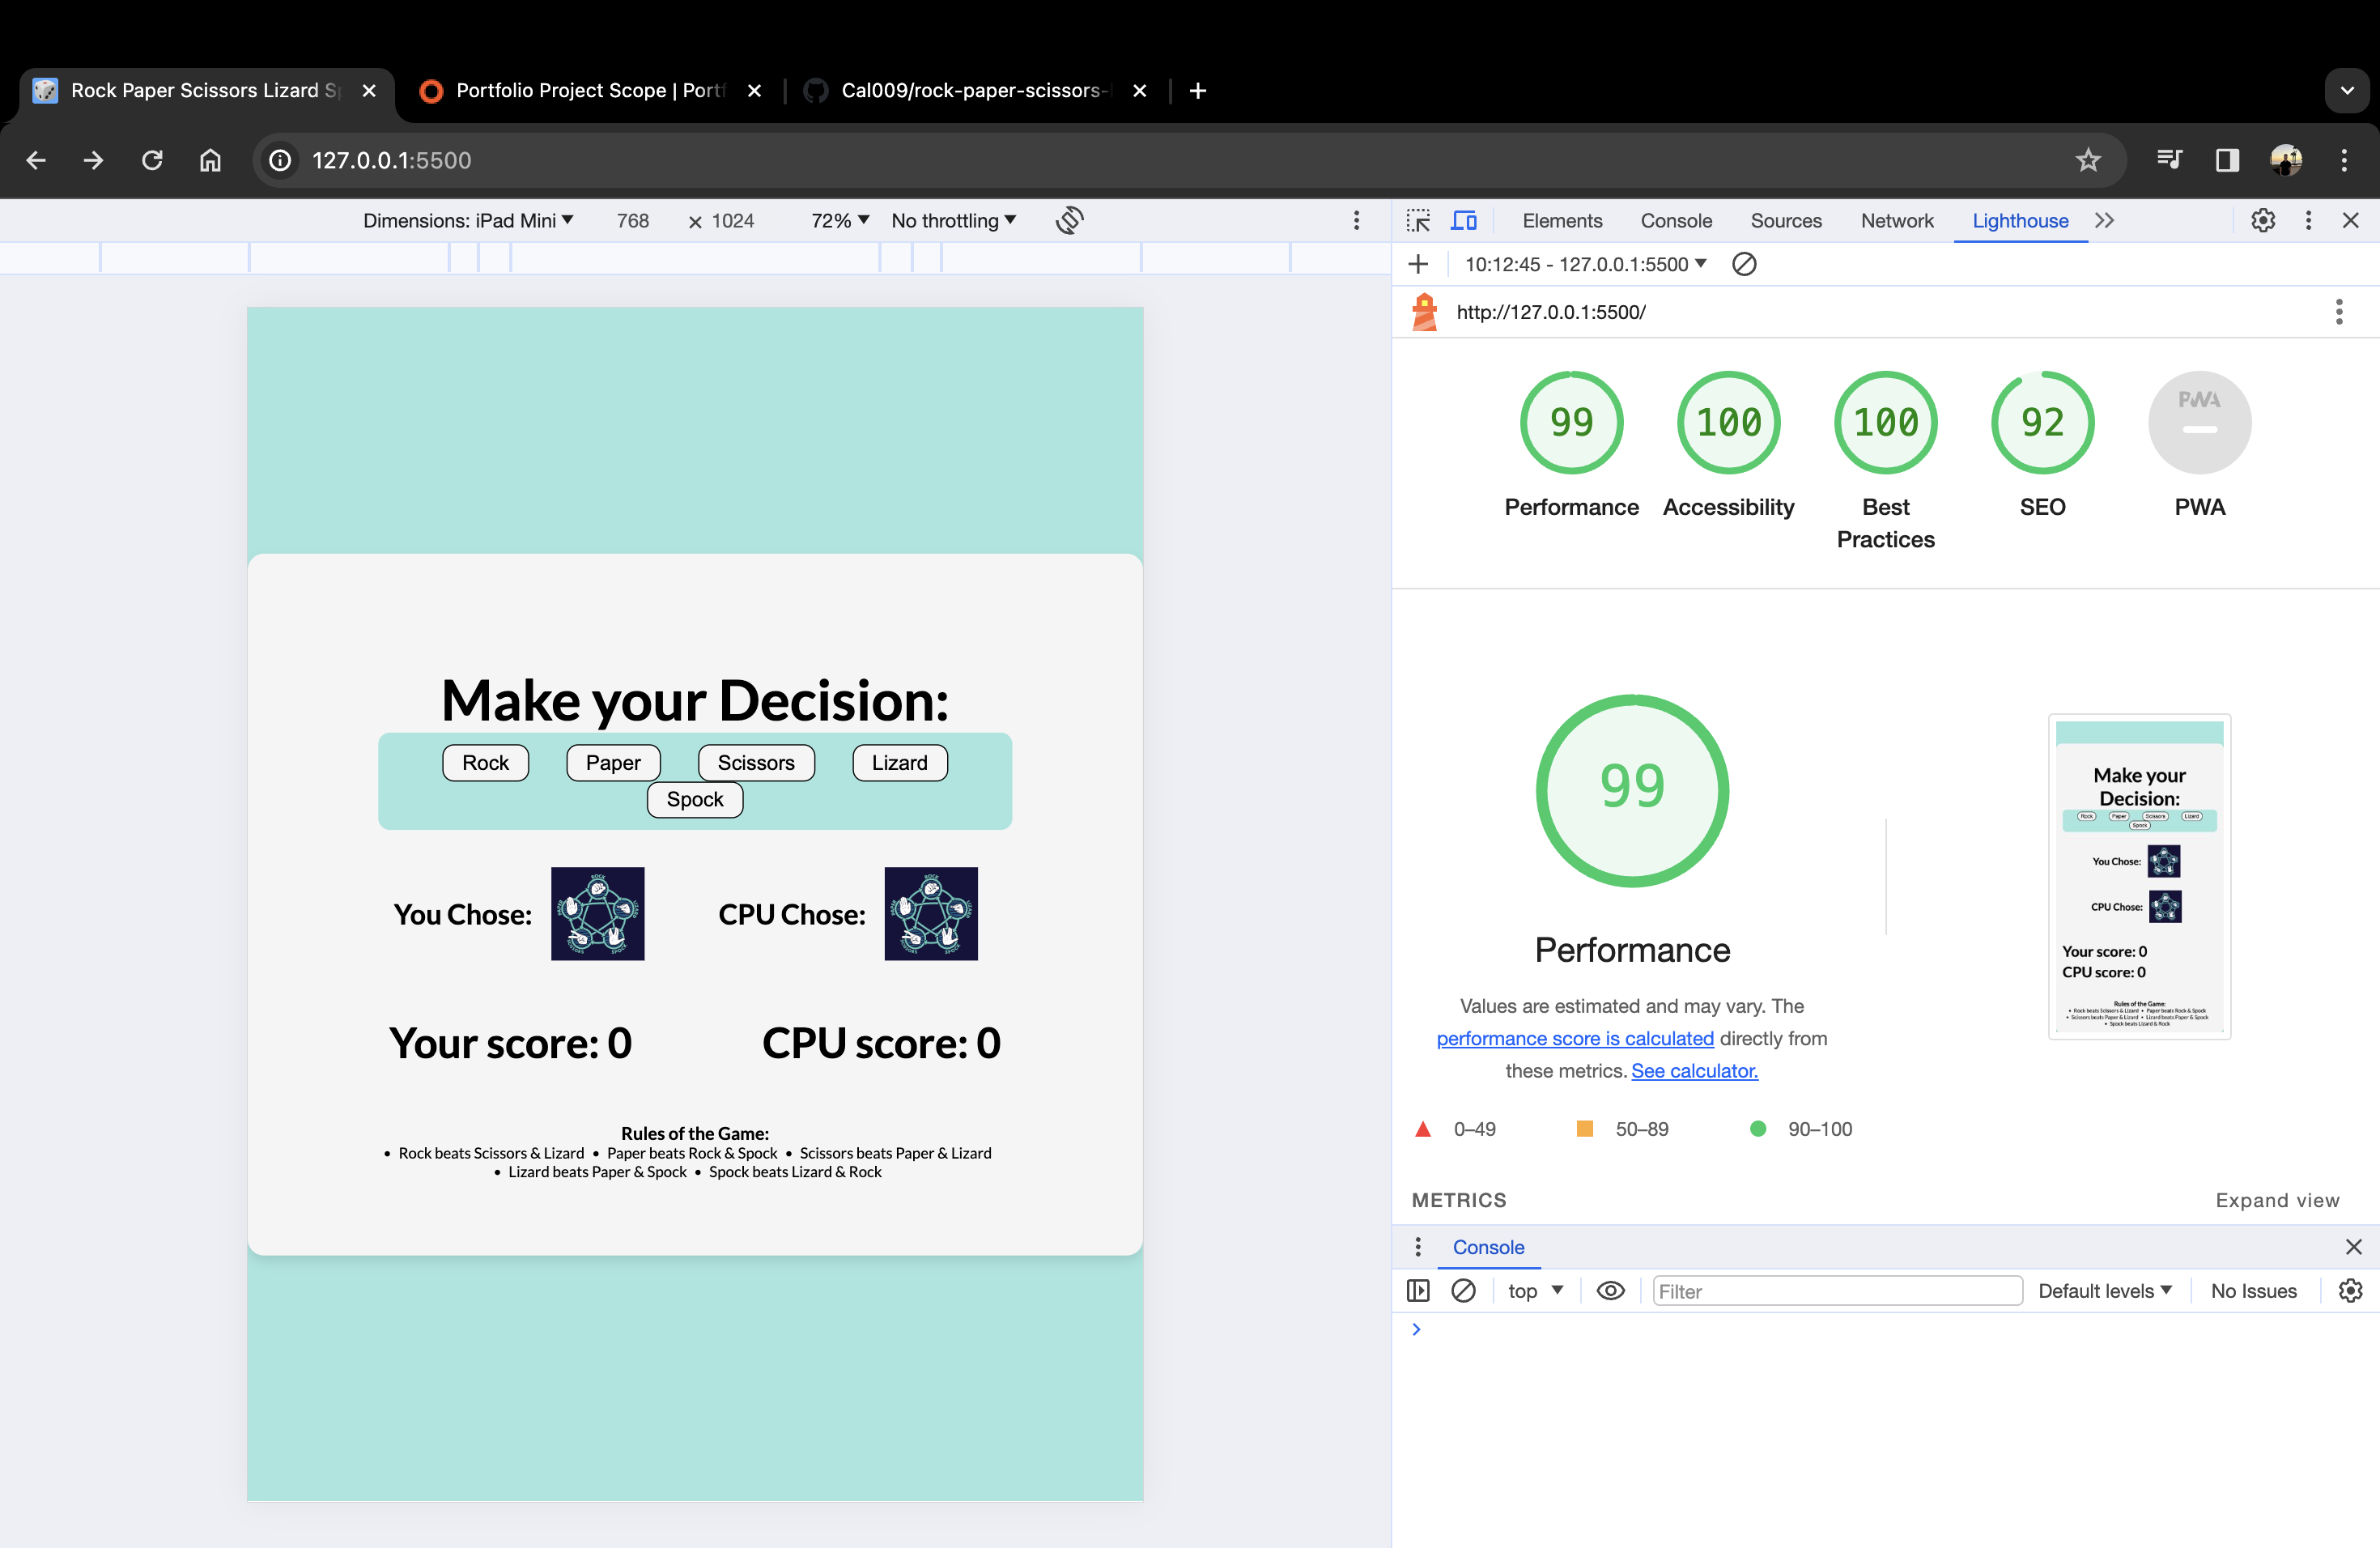 Rock Paper Scissors Lizard Sp
Portfolio Project Scope | Portf
Cal009/rock-paper-scissors-
127.0.0.1:5500
Dimensions: iPad Mini 768 × 1024 72% No throttling
Elements Console Sources Network Lighthouse
10:12:45 - 127.0.0.1:5500
http://127.0.0.1:5500/
99 100 100 92 PWA
Performance Accessibility Best Practices SEO PWA
Make your Decision:
Rock Paper Scissors Lizard
Spock
You Chose: CPU Chose:
ROCK
SPOCK
SCISSORS
ROCK
SPOCK
SCISSORS
Your score: 0 CPU score: 0
Rules of the Game:
• Rock beats Scissors & Lizard • Paper beats Rock & Spock • Scissors beats Paper & Lizard
• Lizard beats Paper & Spock • Spock beats Lizard & Rock
99
Performance
Values are estimated and may vary. The
performance score is calculated directly from
these metrics. See calculator.
0–49 50–89 90–100
Make your
Decision:
Rock Paper Scissors Lizard
Spock
You Chose:
CPU Chose:
Your score: 0
CPU score: 0
Rules of the Game:
• Rock beats Scissors & Lizard • Paper beats Rock & Spock
• Scissors beats Paper & Lizard • Lizard beats Paper & Spock
• Spock beats Lizard & Rock
METRICS Expand view
Console
top Filter Default levels No Issues